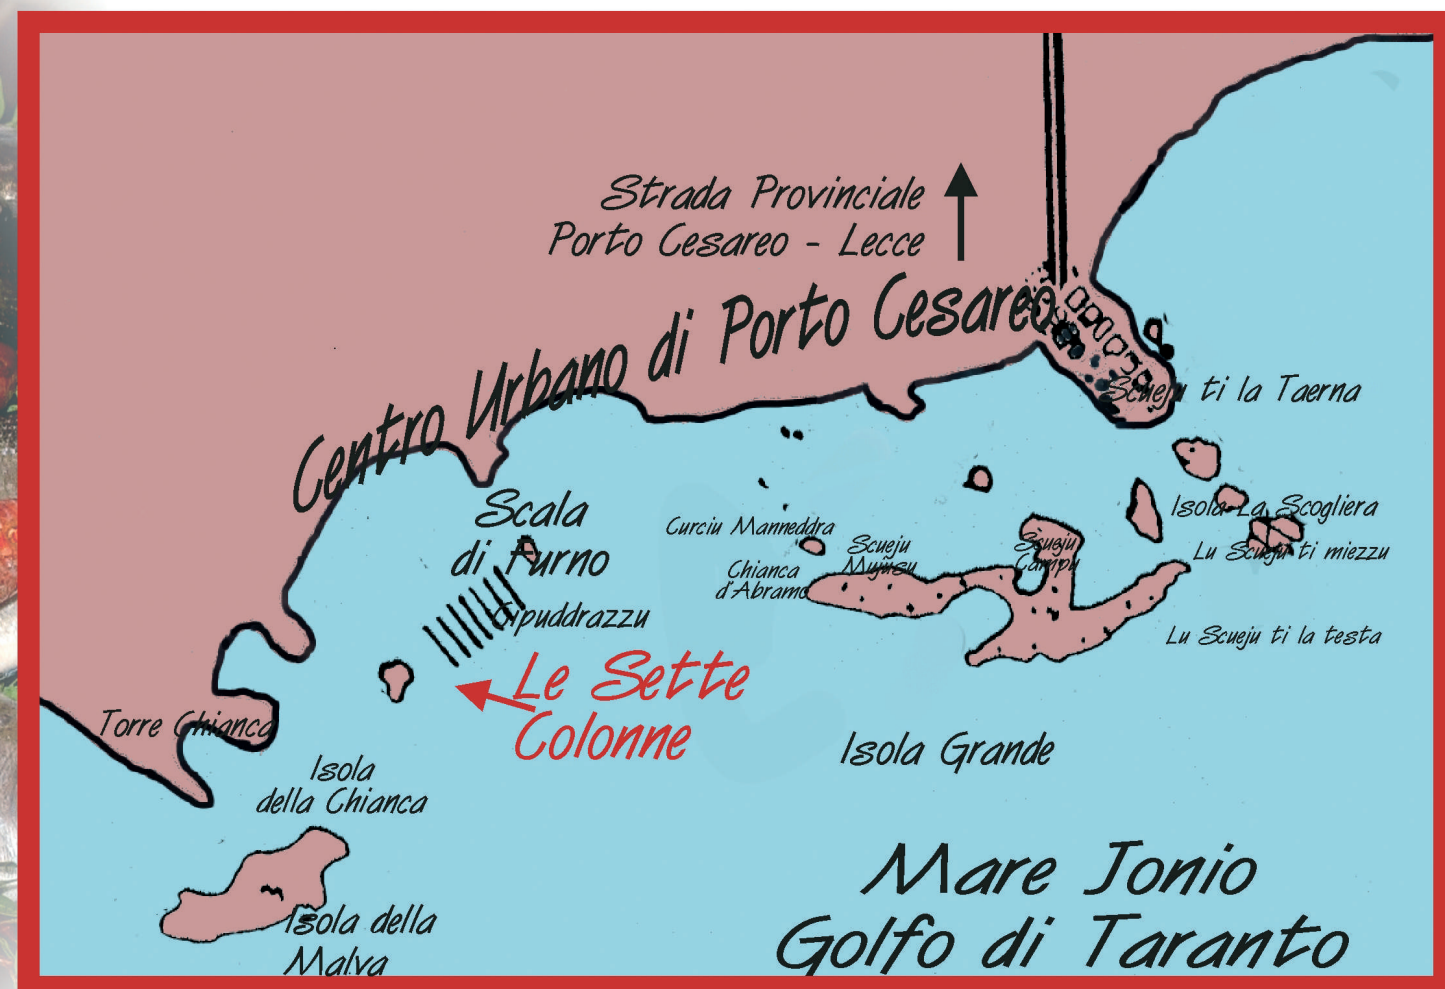 Strada Provinciale
Porto Cesareo - Lecce
Centro Urbano di Porto Cesareo
Scueju ti la Taerna
Scala
di Furno
Curciu Manneddra
Scueju
Mujusu
Scueju
Campu
Isola La Scogliera
Lu Scueju ti miezzu
Chianca
d'Abramo
Cipuddrazzu
Lu Scueju ti la testa
Le Sette
Colonne
Torre Chianca
Isola Grande
Isola
della Chianca
Mare Jonio
Golfo di Taranto
Isola della
Malva